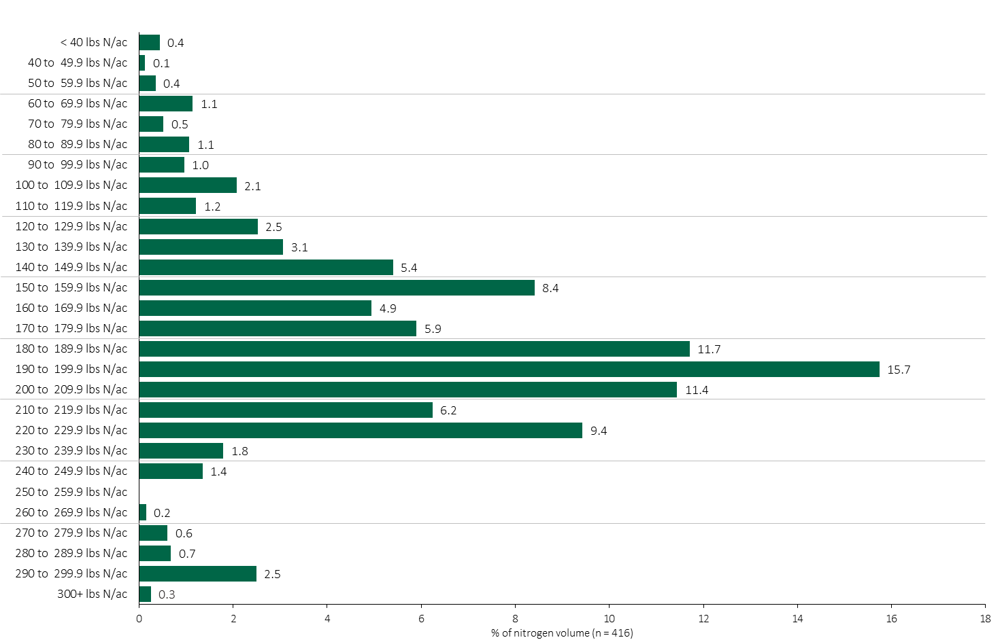 < 40 lbs N/ac 0.4
40 to 49.9 lbs N/ac 0.1
50 to 59.9 lbs N/ac 0.4
60 to 69.9 lbs N/ac 1.1
70 to 79.9 lbs N/ac 0.5
80 to 89.9 lbs N/ac 1.1
90 to 99.9 lbs N/ac 1.0
100 to 109.9 lbs N/ac 2.1
110 to 119.9 lbs N/ac 1.2
120 to 129.9 lbs N/ac 2.5
130 to 139.9 lbs N/ac 3.1
140 to 149.9 lbs N/ac 5.4
150 to 159.9 lbs N/ac 8.4
160 to 169.9 lbs N/ac 4.9
170 to 179.9 lbs N/ac 5.9
180 to 189.9 lbs N/ac 11.7
190 to 199.9 lbs N/ac 15.7
200 to 209.9 lbs N/ac 11.4
210 to 219.9 lbs N/ac 6.2
220 to 229.9 lbs N/ac 9.4
230 to 239.9 lbs N/ac 1.8
240 to 249.9 lbs N/ac 1.4
250 to 259.9 lbs N/ac
260 to 269.9 lbs N/ac 0.2
270 to 279.9 lbs N/ac 0.6
280 to 289.9 lbs N/ac 0.7
290 to 299.9 lbs N/ac 2.5
300+ lbs N/ac 0.3
0 2 4 6 8 10 12 14 16 18
% of nitrogen volume (n = 416)